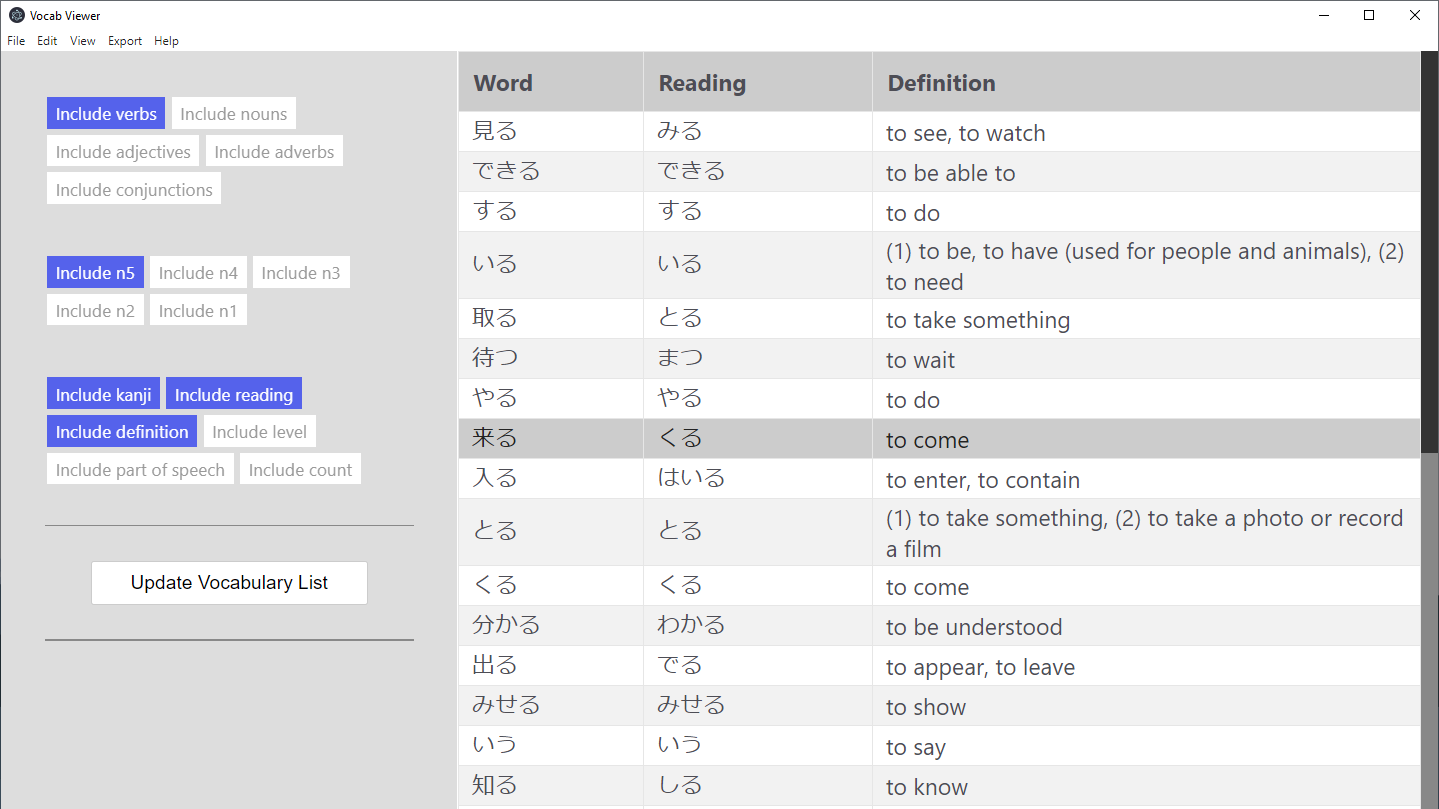 Vocab Viewer
File Edit View Export Help
Include verbs Include nouns
Include adjectives Include adverbs
Include conjunctions
Include n5 Include n4 Include n3
Include n2 Include n1
Include kanji Include reading
Include definition Include level
Include part of speech Include count
Update Vocabulary List
Word Reading Definition
見る みる to see, to watch
できる できる to be able to
する する to do
いる いる (1) to be, to have (used for people and animals), (2)
to need
取る とる to take something
待つ まつ to wait
やる やる to do
来る くる to come
入る はいる to enter, to contain
とる とる (1) to take something, (2) to take a photo or record
a film
くる くる to come
分かる わかる to be understood
出る でる to appear, to leave
みせる みせる to show
いう いう to say
知る しる to know